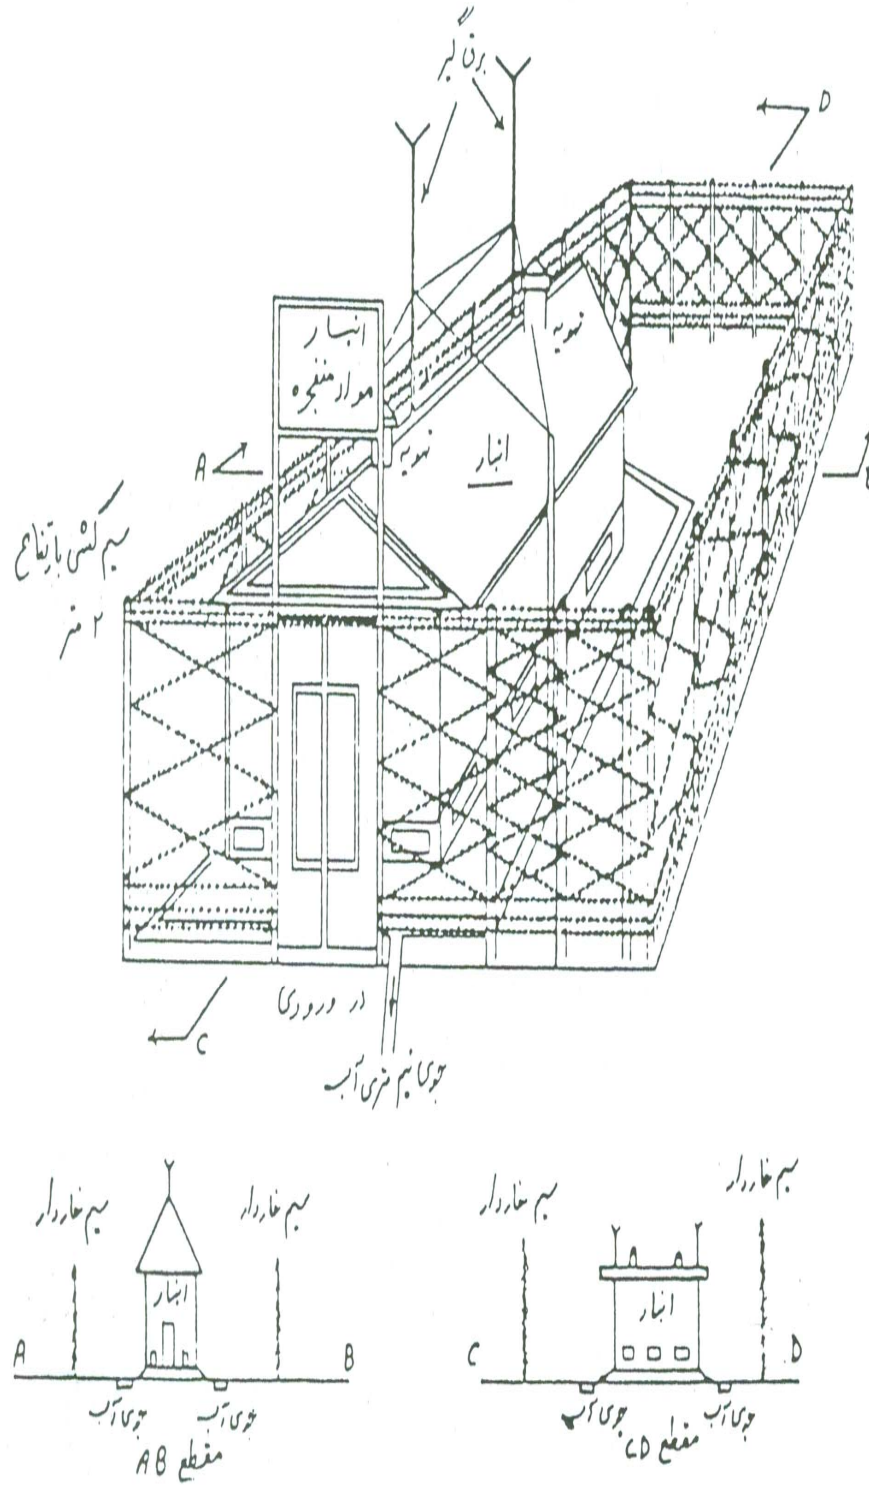 برق گیر
D
انبار
مواد منفجره
تهویه
تهویه
انبار
A
B
سیم کشی بارتفاع
۲ متر
در ورودی
C
جوی نیم متری آب
سیم خاردار
سیم خاردار
انبار
A
B
جوی آب
جوی آب
مقطع AB
سیم خاردار
سیم خاردار
انبار
C
D
جوی آب
جوی آب
مقطع CD